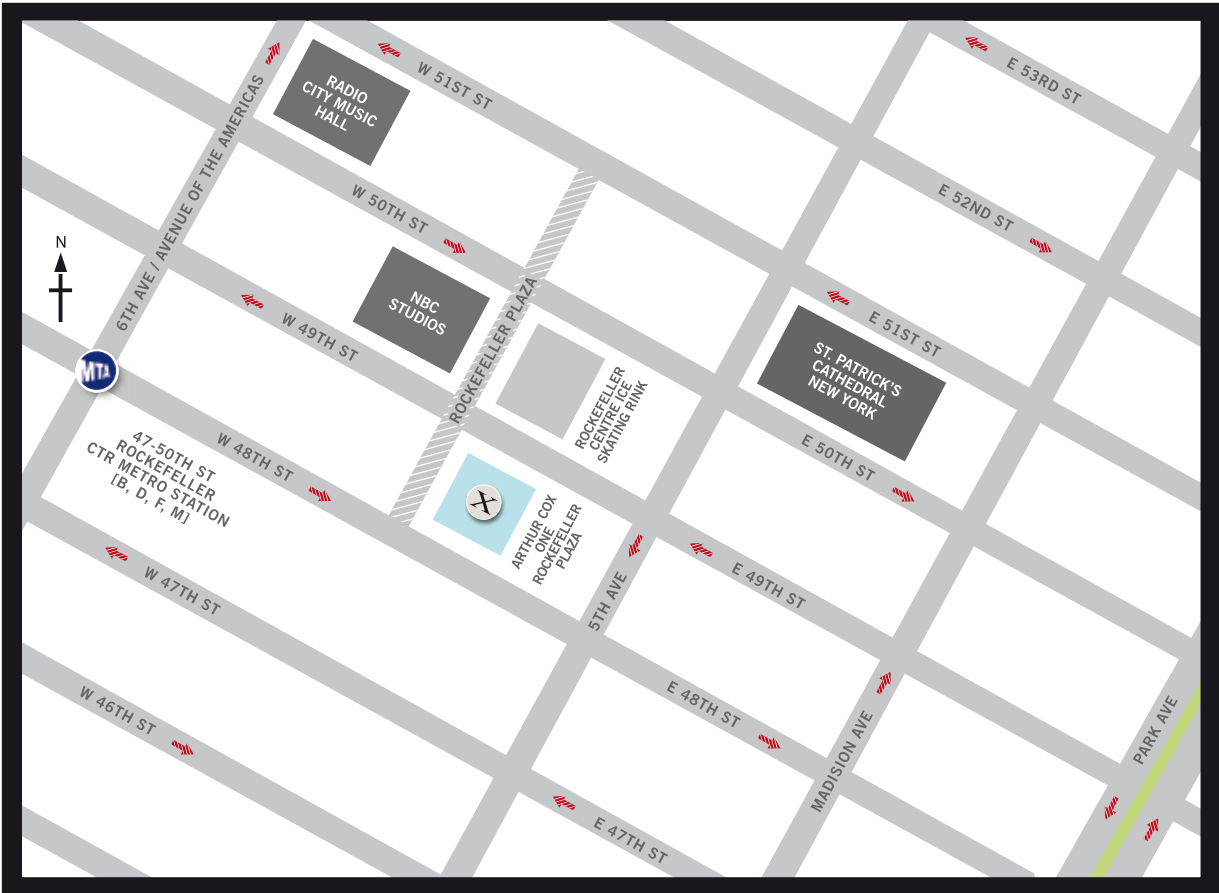 W 51ST ST
E 53RD ST
RADIO
CITY MUSIC
HALL
6TH AVE / AVENUE OF THE AMERICAS
W 50TH ST
E 52ND ST
N
NBC
STUDIOS
ROCKEFELLER PLAZA
W 49TH ST
E 51ST ST
ST. PATRICK'S
CATHEDRAL
NEW YORK
MTA
ROCKEFELLER
CENTRE ICE
SKATING RINK
47-50TH ST
ROCKEFELLER
CTR METRO STATION
[B, D, F, M]
W 48TH ST
E 50TH ST
X
ARTHUR COX
ONE
ROCKEFELLER
PLAZA
W 47TH ST
5TH AVE
E 49TH ST
W 46TH ST
E 48TH ST
MADISION AVE
PARK AVE
E 47TH ST